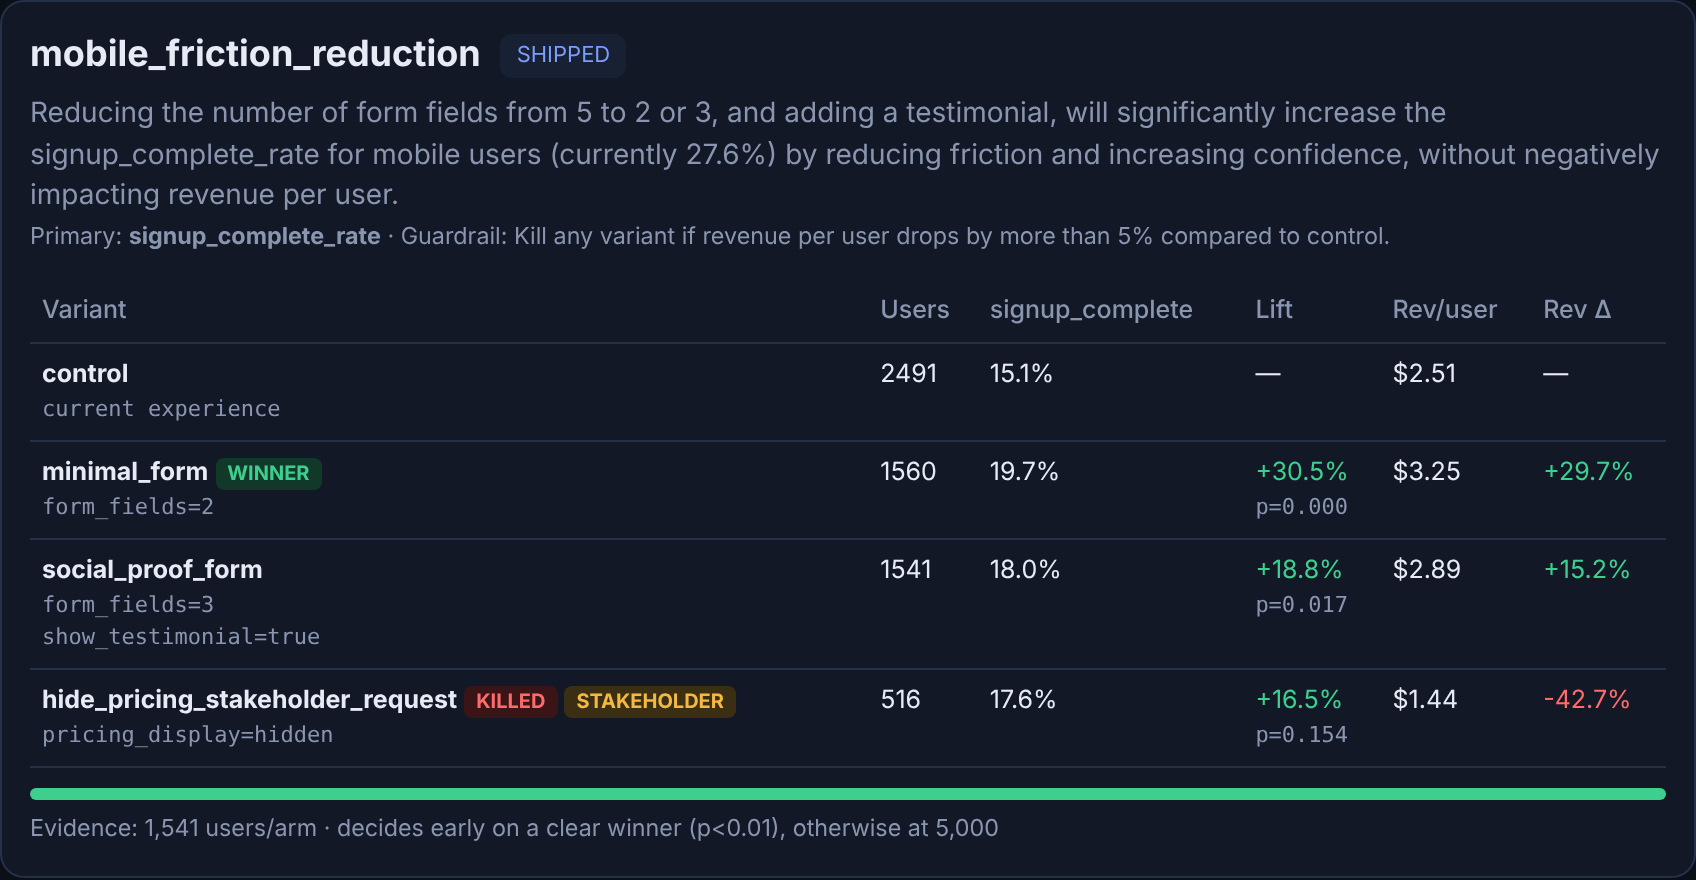 mobile_friction_reduction SHIPPED
Reducing the number of form fields from 5 to 2 or 3, and adding a testimonial, will significantly increase the
signup_complete_rate for mobile users (currently 27.6%) by reducing friction and increasing confidence, without negatively
impacting revenue per user.
Primary: signup_complete_rate · Guardrail: Kill any variant if revenue per user drops by more than 5% compared to control.
Variant Users signup_complete Lift Rev/user Rev Δ
control 2491 15.1% — $2.51 —
current experience
minimal_form WINNER 1560 19.7% +30.5% $3.25 +29.7%
form_fields=2 p=0.000
social_proof_form 1541 18.0% +18.8% $2.89 +15.2%
form_fields=3 p=0.017
show_testimonial=true
hide_pricing_stakeholder_request KILLED STAKEHOLDER 516 17.6% +16.5% $1.44 -42.7%
pricing_display=hidden p=0.154
Evidence: 1,541 users/arm · decides early on a clear winner (p<0.01), otherwise at 5,000